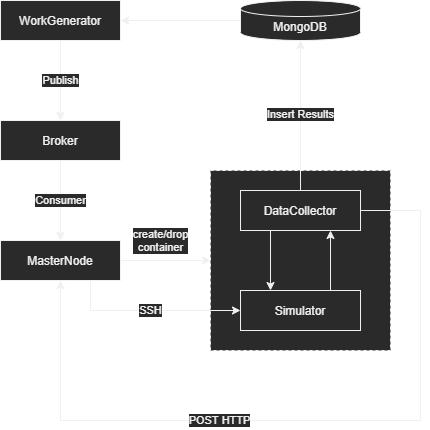 WorkGenerator
MongoDB
Publish
Insert Results
Broker
Consumer
DataCollector
create/drop
container
MasterNode
SSH
Simulator
POST HTTP